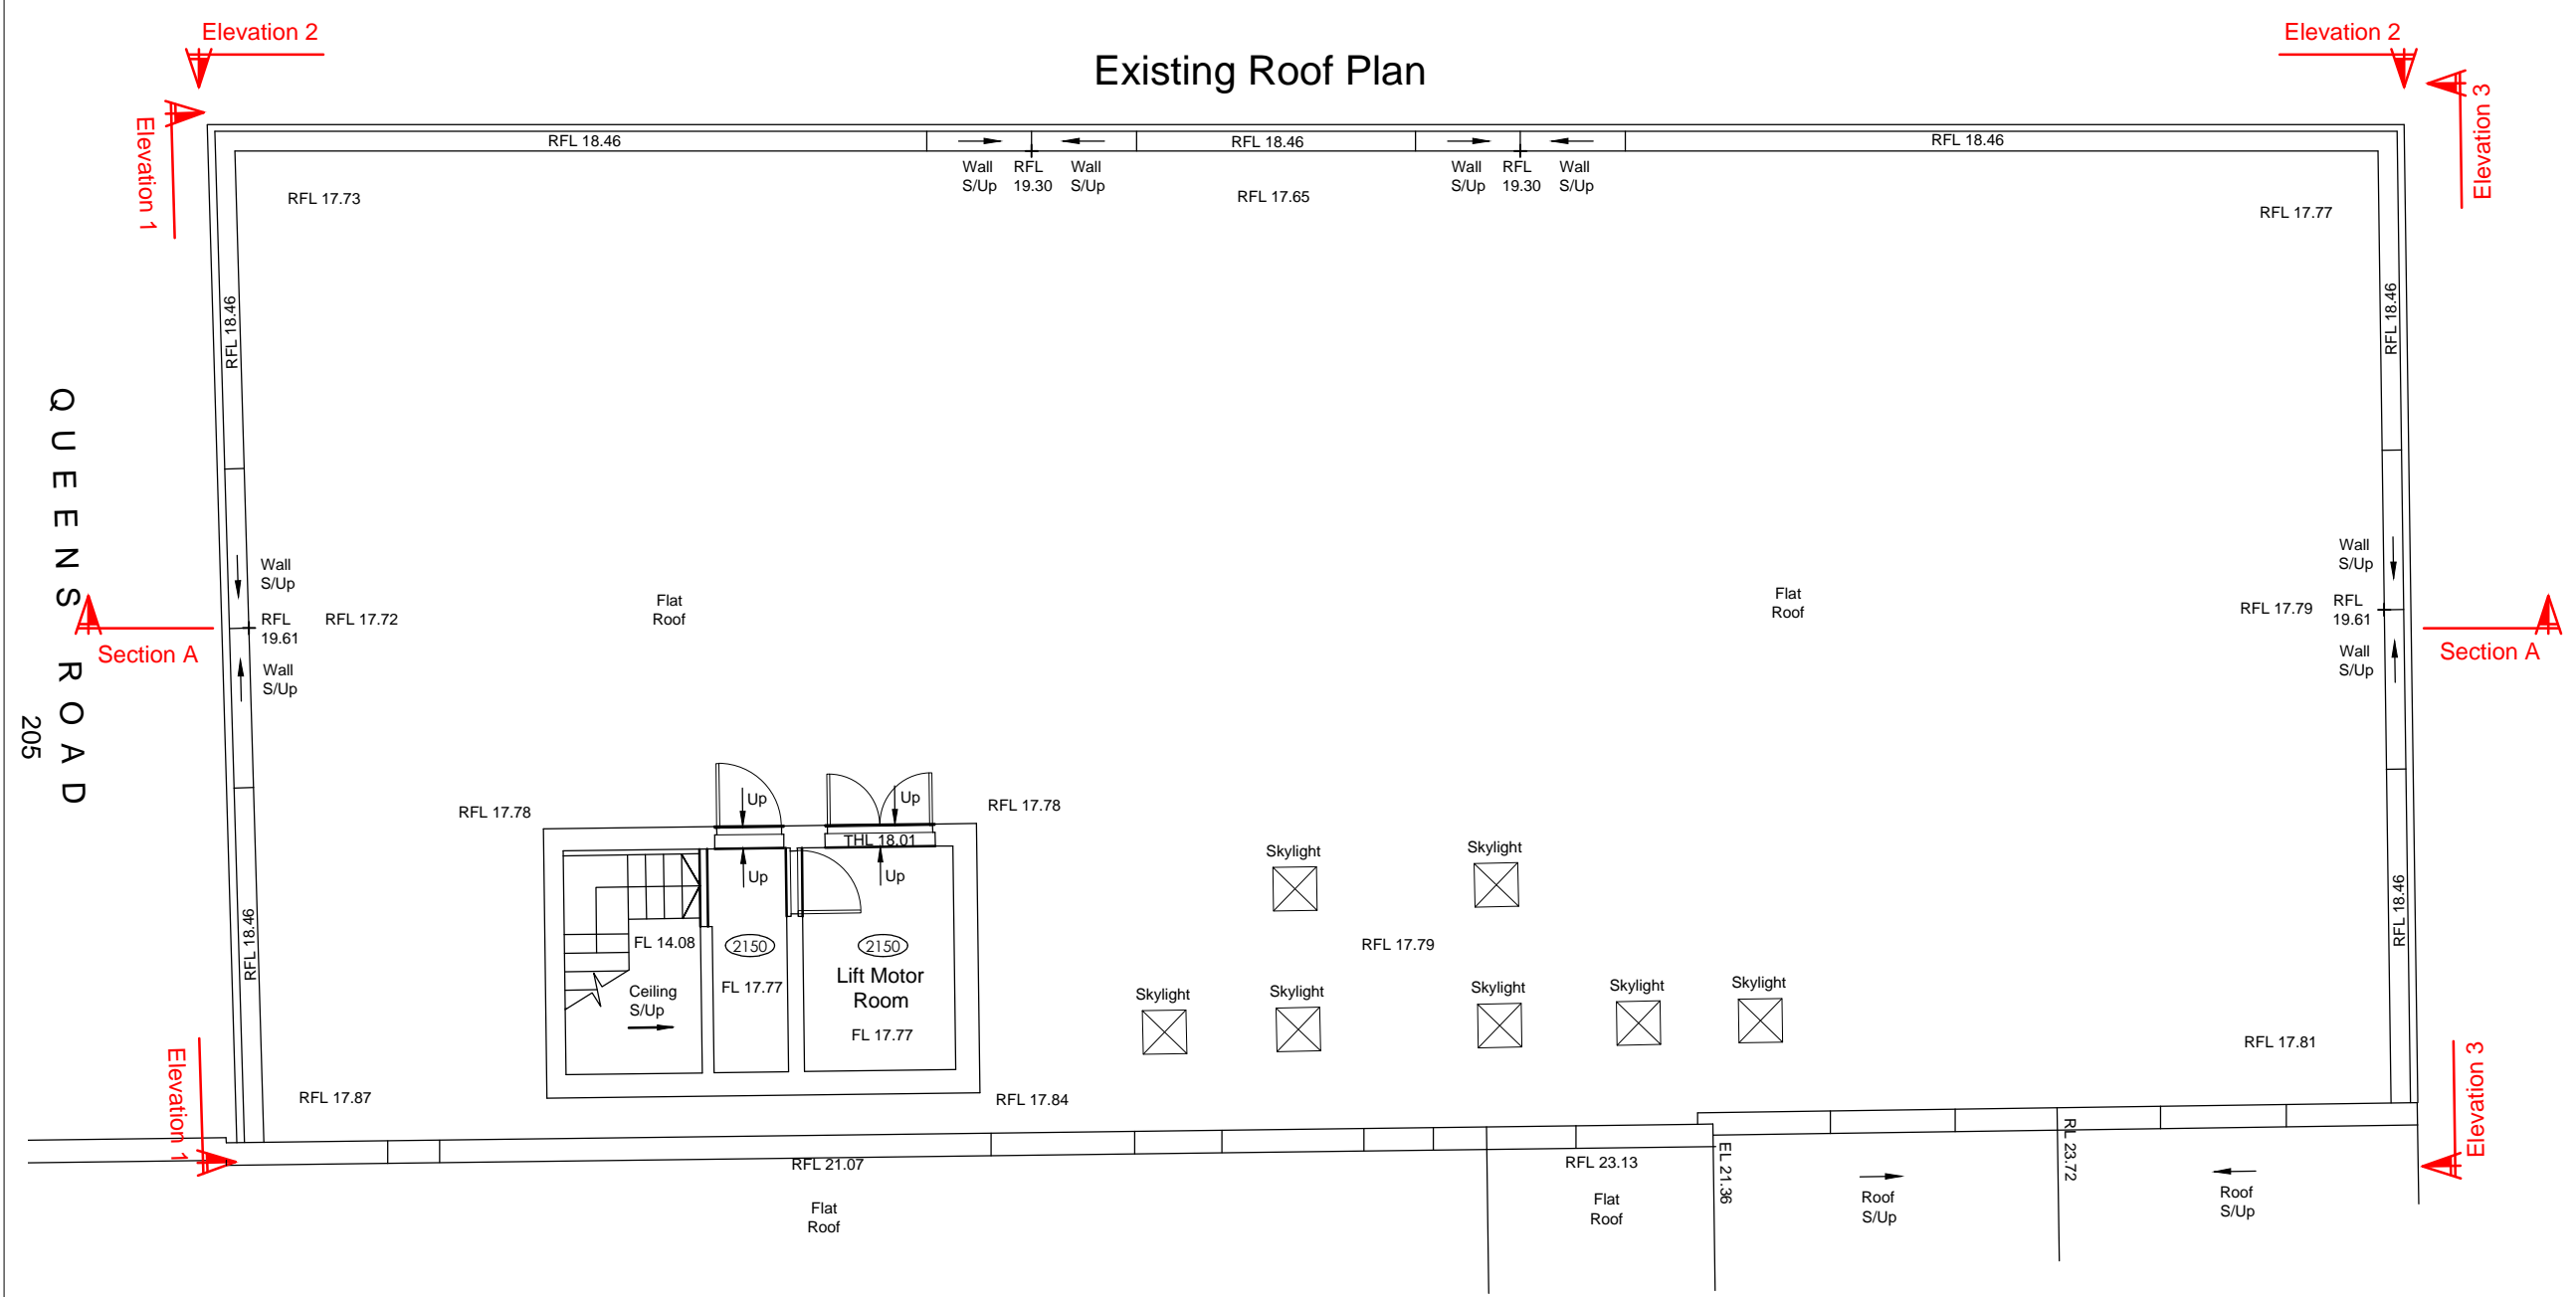 Elevation 2
Elevation 2
Existing Roof Plan
Elevation 1
Elevation 3
RFL 18.46
RFL 18.46
RFL 18.46
Wall
S/Up
RFL
19.30
Wall
S/Up
Wall
S/Up
RFL
19.30
Wall
S/Up
RFL 17.73
RFL 17.65
RFL 17.77
RFL 18.46
RFL 18.46
QUEENS ROAD
205
Wall
S/Up
RFL
19.61
RFL 17.72
Wall
S/Up
Section A
Flat
Roof
Flat
Roof
Wall
S/Up
RFL 17.79
RFL
19.61
Wall
S/Up
Section A
RFL 17.78
Up
Up
RFL 17.78
THL 18.01
Up
Up
Skylight
Skylight
RFL 18.46
RFL 18.46
FL 14.08
2150
2150
RFL 17.79
Lift Motor
Room
FL 17.77
Ceiling
S/Up
FL 17.77
Skylight
Skylight
Skylight
Skylight
Skylight
RFL 17.81
RFL 17.87
RFL 17.84
Elevation 1
Elevation 3
RFL 21.07
RFL 23.13
EL 21.36
RL 23.72
Flat
Roof
Flat
Roof
Roof
S/Up
Roof
S/Up